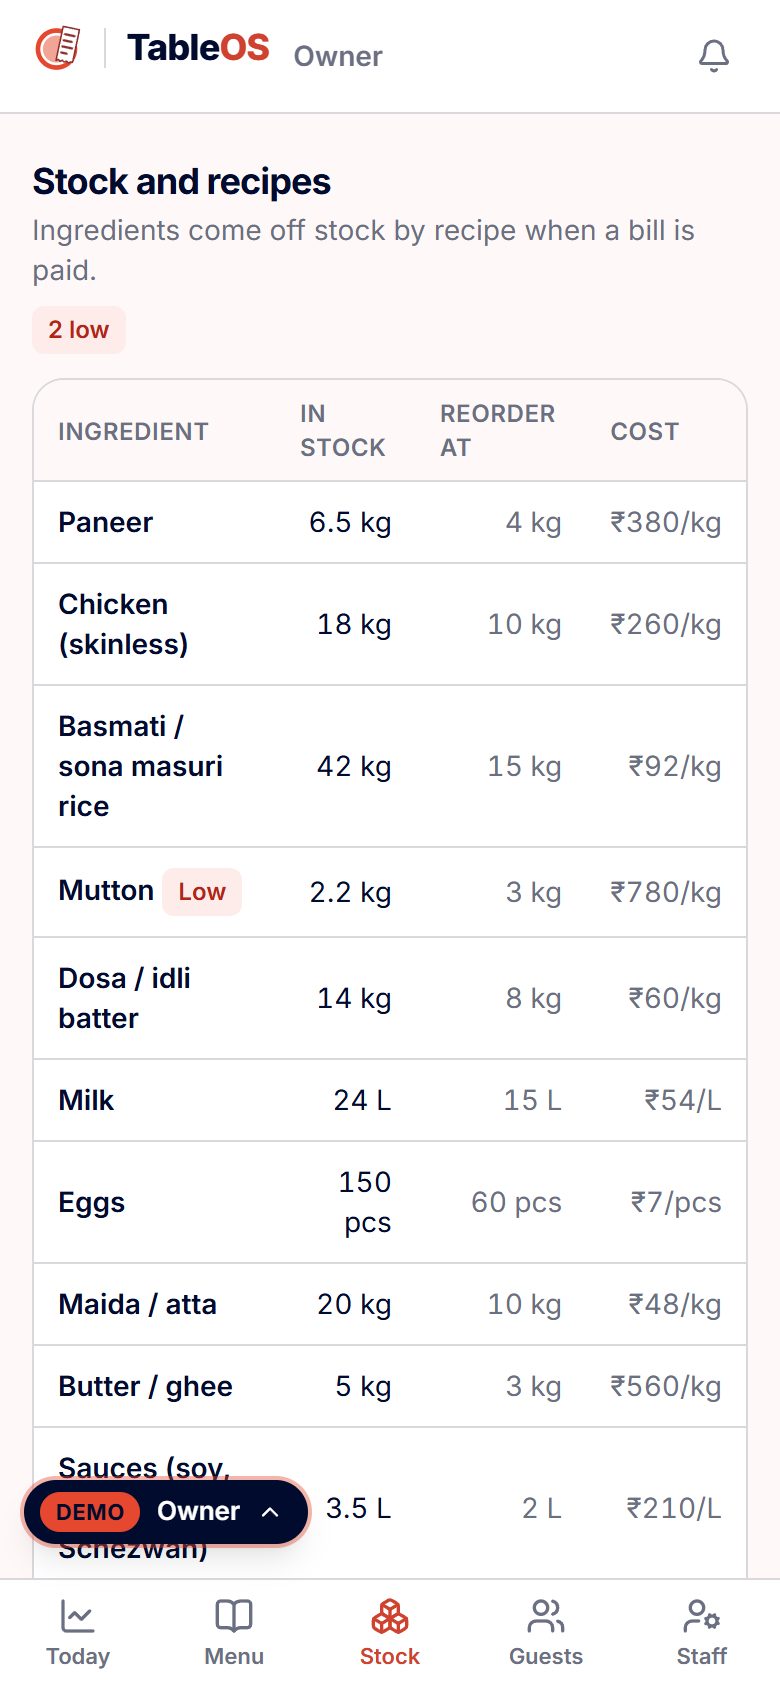 TableOS Owner
Stock and recipes
Ingredients come off stock by recipe when a bill is
paid.
2 low
INGREDIENT IN STOCK REORDER AT COST
Paneer 6.5 kg 4 kg ₹380/kg
Chicken (skinless) 18 kg 10 kg ₹260/kg
Basmati / sona masuri rice 42 kg 15 kg ₹92/kg
Mutton Low 2.2 kg 3 kg ₹780/kg
Dosa / idli batter 14 kg 8 kg ₹60/kg
Milk 24 L 15 L ₹54/L
Eggs 150 pcs 60 pcs ₹7/pcs
Maida / atta 20 kg 10 kg ₹48/kg
Butter / ghee 5 kg 3 kg ₹560/kg
Sauces (soy,
DEMO Owner 3.5 L 2 L ₹210/L
Schezwan)
Today Menu Stock Guests Staff